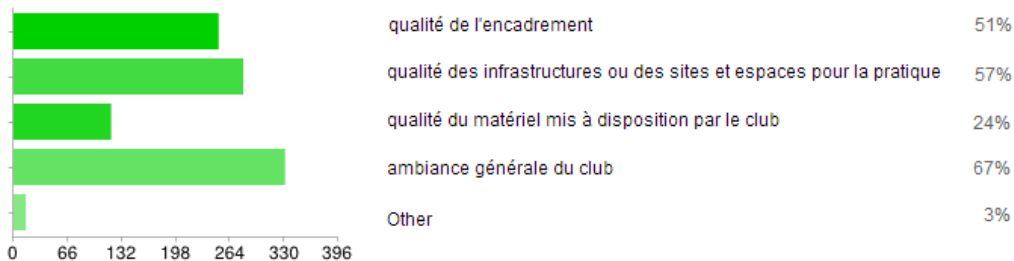 qualité de l'encadrement 51%
qualité des infrastructures ou des sites et espaces pour la pratique 57%
qualité du matériel mis à disposition par le club 24%
ambiance générale du club 67%
Other 3%
0 66 132 198 264 330 396